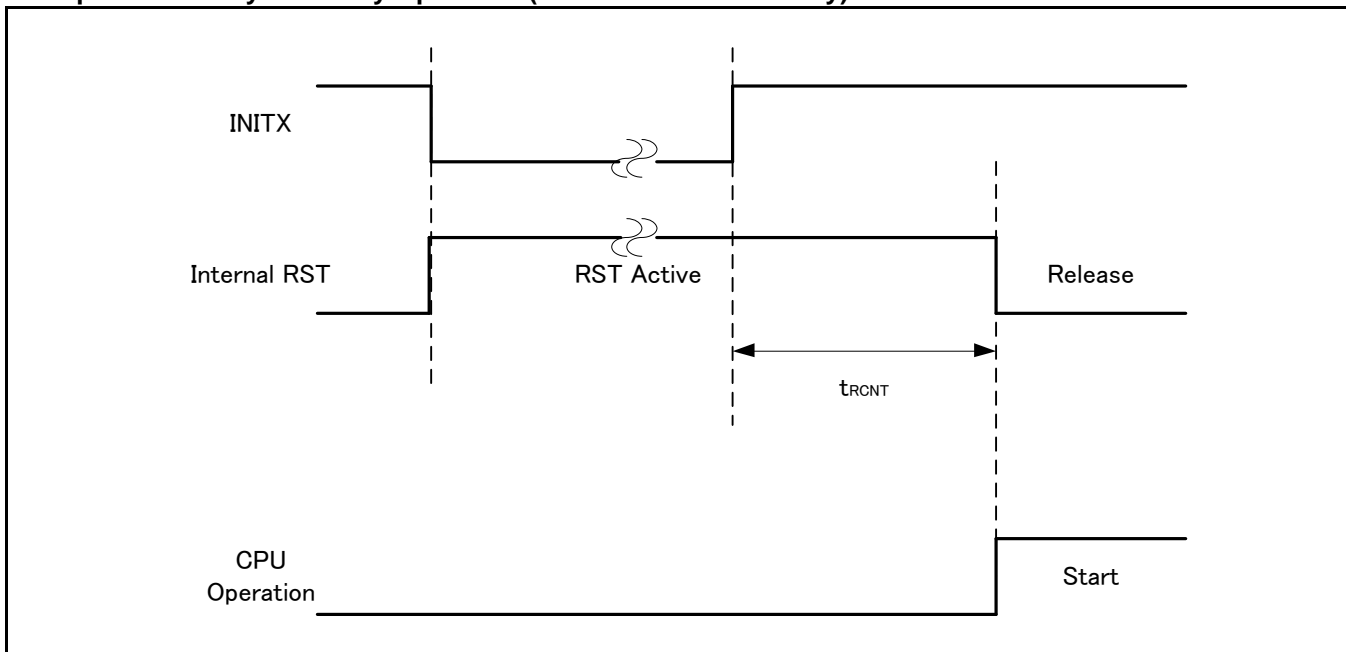 INITX
Internal RST
RST Active
Release
tRCNT
CPU
Operation
Start